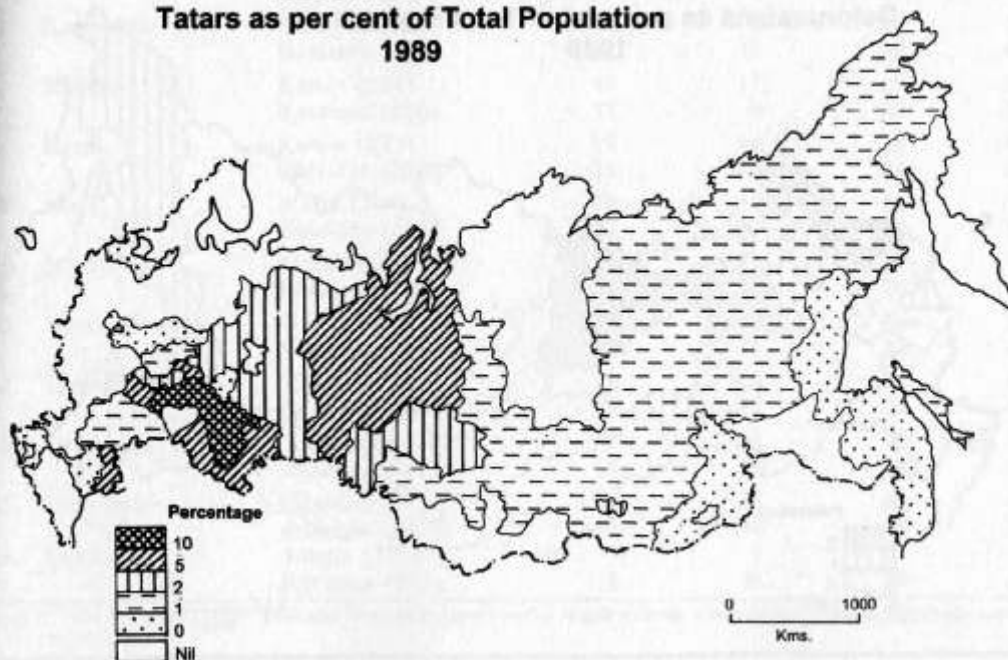 Tatars as per cent of Total Population
1989
Percentage
10
5
2
1
0
Nil
0 1000
Kms.